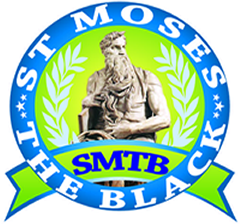 ST MOSES
THE BLACK
SMTB